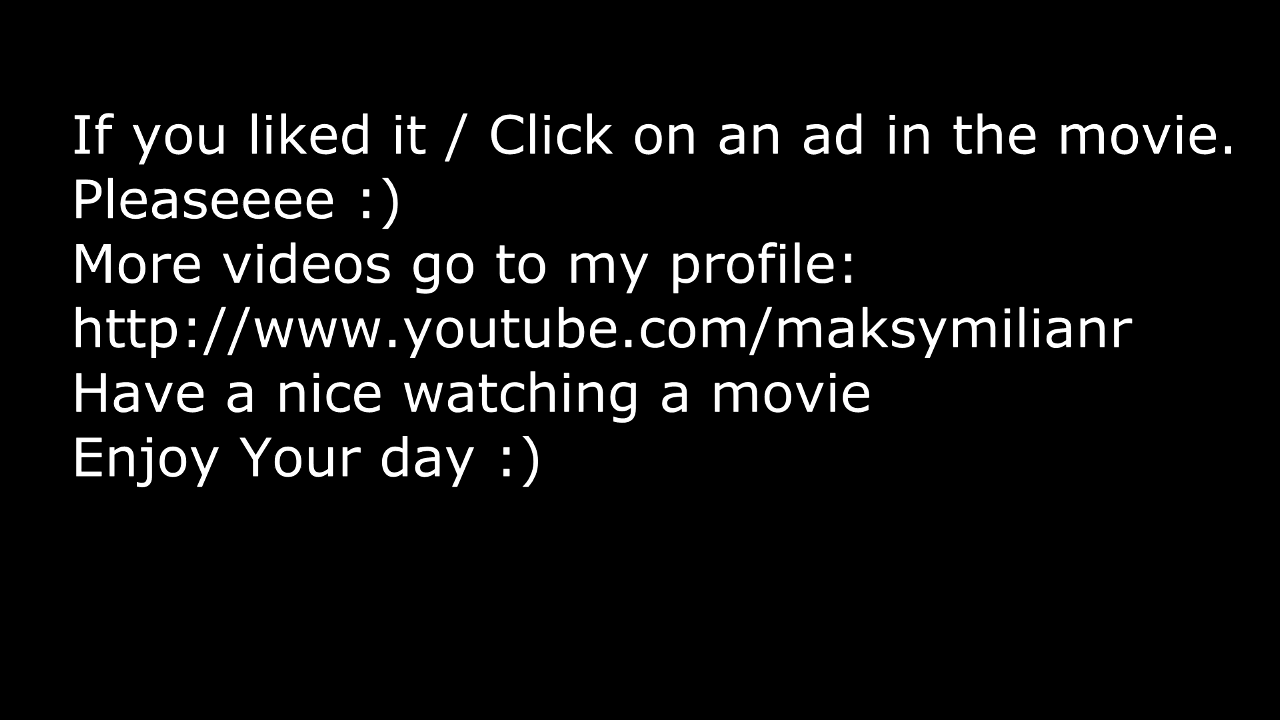 If you liked it / Click on an ad in the movie.
Pleaseeee :)
More videos go to my profile:
http://www.youtube.com/maksymilianr
Have a nice watching a movie
Enjoy Your day :)